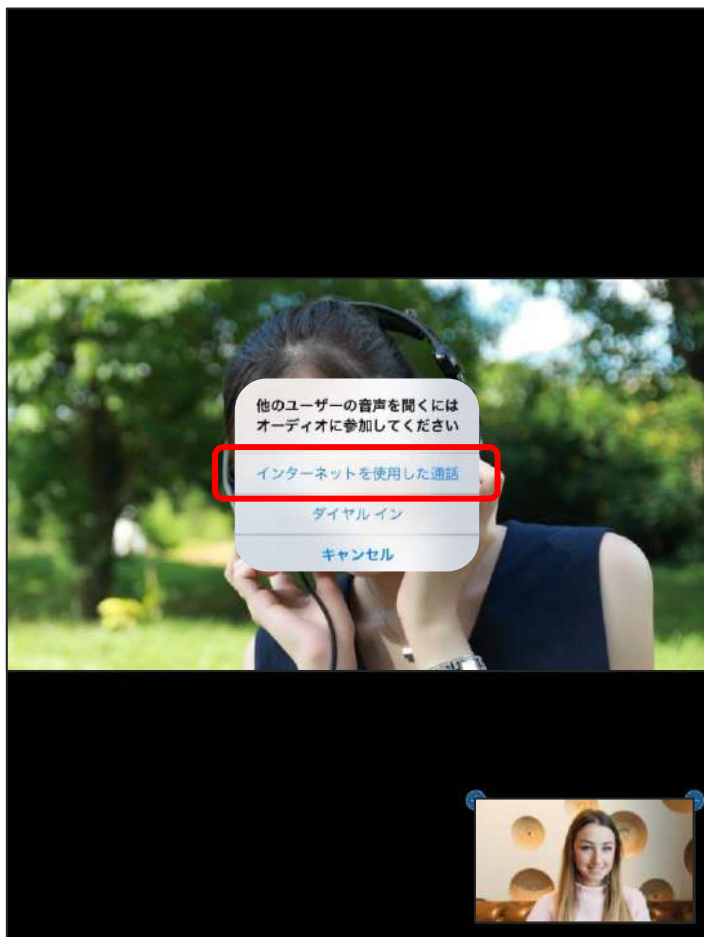 他のユーザーの音声を聞くには
オーディオに参加してください
インターネットを使用した通話
ダイヤル イン
キャンセル